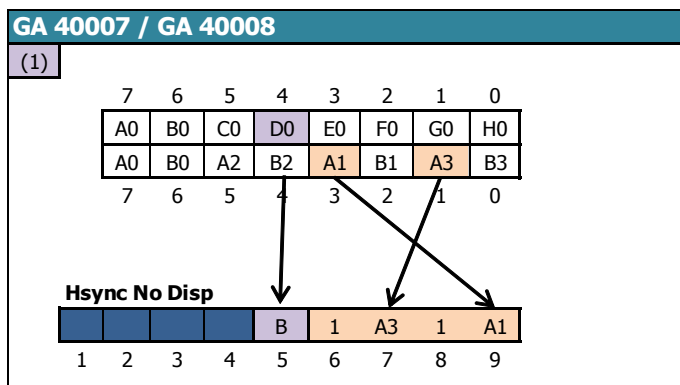 GA 40007 / GA 40008
(1)
7 6 5 4 3 2 1 0
A0 B0 C0 D0 E0 F0 G0 H0
A0 B0 A2 B2 A1 B1 A3 B3
7 6 5 4 3 2 1 0
Hsync No Disp
B 1 A3 1 A1
1 2 3 4 5 6 7 8 9